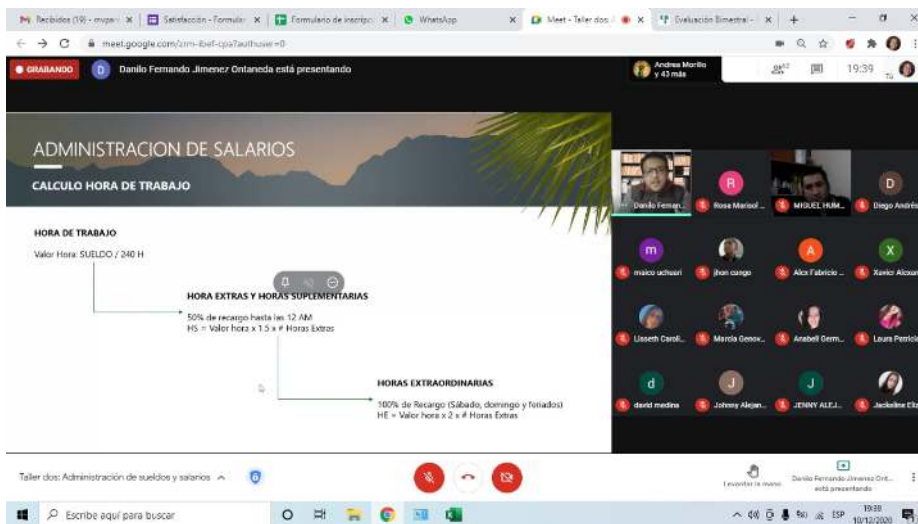 Recibidos (19) - mvpa
Satisfacción - Formular
Formulario de inscripc
WhatsApp
Meet - Taller dos:
Evaluación Bimestral -
GRABANDO
D
Danilo Fernando Jimenez Ontaneda está presentando
Andrea Morillo
y 43 más
19:39
Tú
ADMINISTRACION DE SALARIOS
CALCULO HORA DE TRABAJO
HORA DE TRABAJO
Valor Hora: SUELDO / 240 H
HORA EXTRAS Y HORAS SUPLEMENTARIAS
50% de recargo hasta las 12 AM
HS = Valor hora x 1.5 x # Horas Extras
HORAS EXTRAORDINARIAS
100% de Recargo (Sábado, domingo y feriados)
HE = Valor hora x 2 x # Horas Extras
R
D
Danilo Fernan...
Rosa Marisol ...
MIGUEL HUM...
Diego Andrés
m
A
X
maico uchuari
jhon cango
Alex Fabricio ...
Xavier Alexan
Lisseth Caroli...
Marcia Genov...
Anabell Germ...
Laura Patricia
d
J
J
david medina
Johnny Alejan...
JENNY ALEJ...
Jackeline Eliz
Taller dos: Administración de sueldos y salarios
Levantar la mano
Danilo Fernando Jimenez Ont...
está presentando
Escribe aquí para buscar
ESP
19:39
10/12/2020